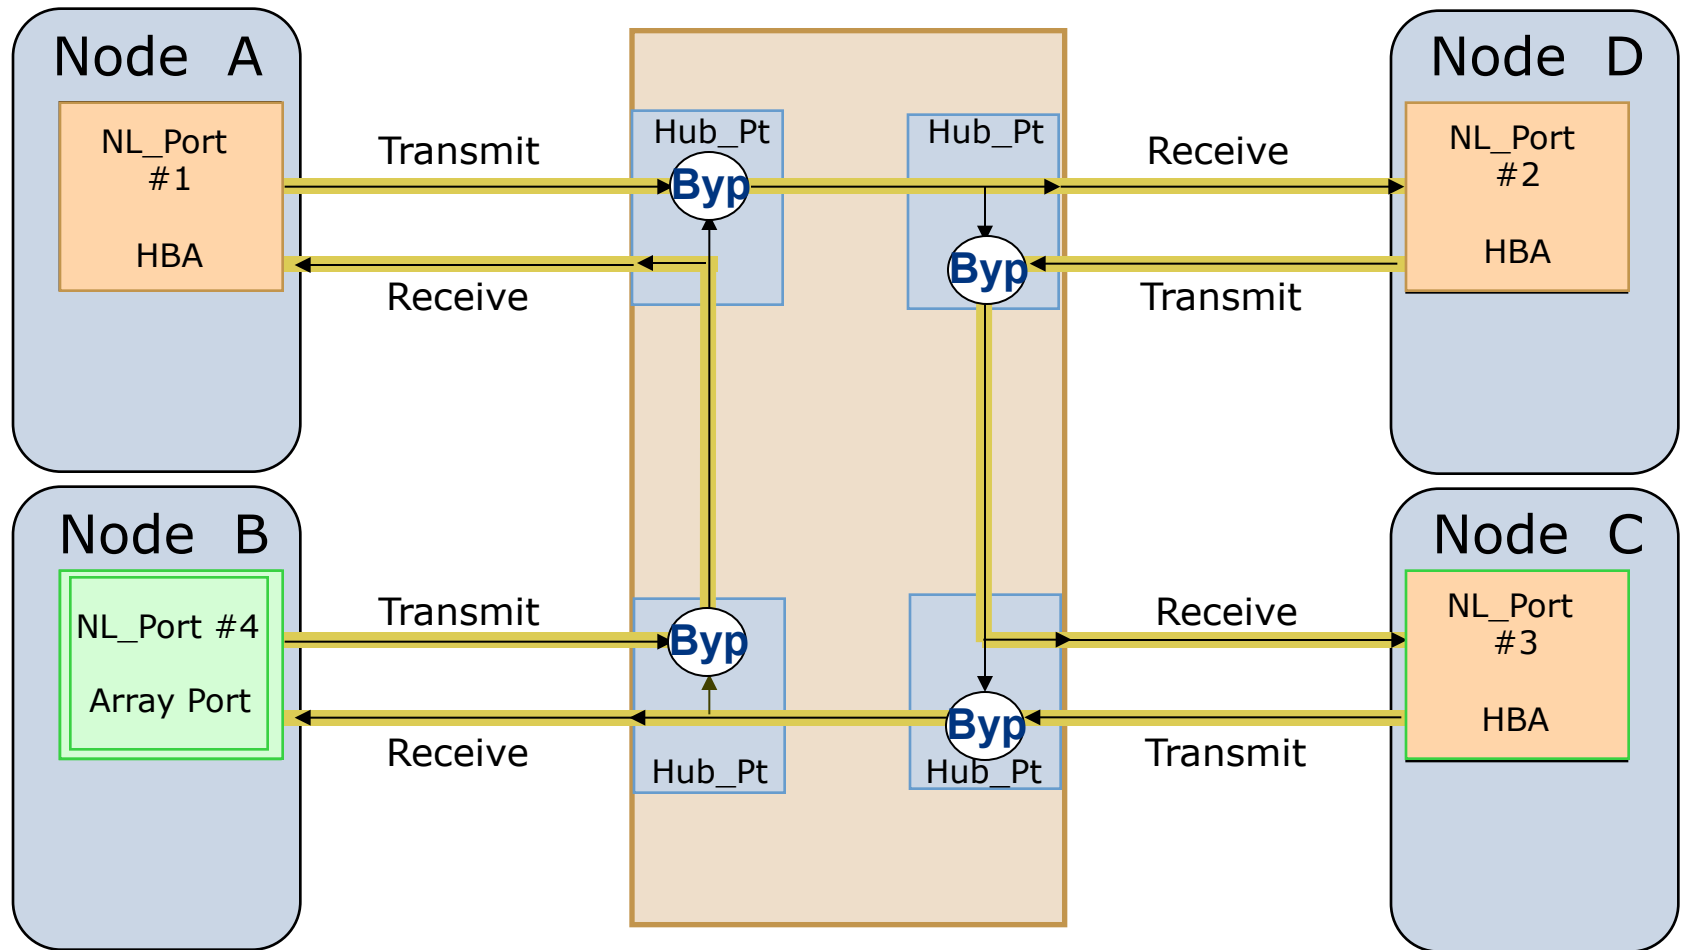 Node A
NL_Port
#1
HBA
Transmit
Receive
Hub_Pt
Byp
Hub_Pt
Byp
Receive
Transmit
Node D
NL_Port
#2
HBA
Node B
NL_Port #4
Array Port
Transmit
Receive
Byp
Hub_Pt
Byp
Hub_Pt
Receive
Transmit
Node C
NL_Port
#3
HBA